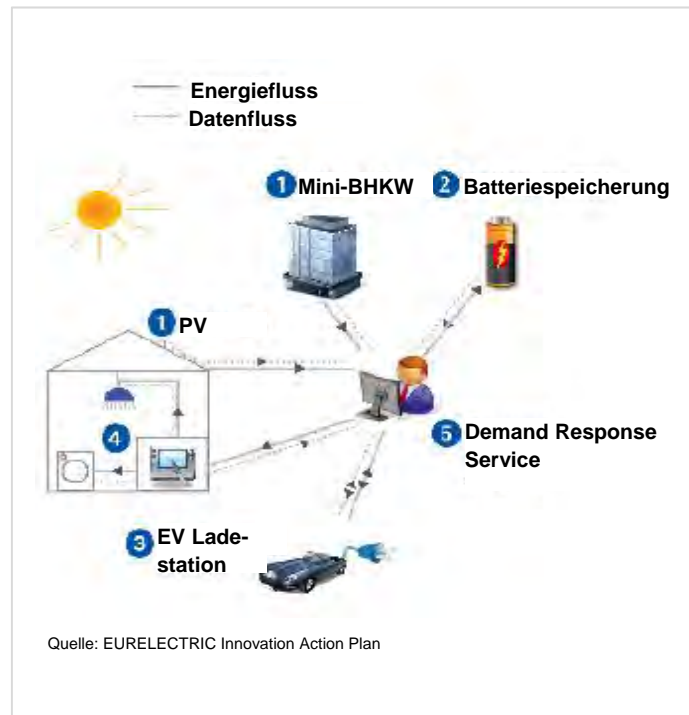 Energiefluss
Datenfluss
1 Mini-BHKW
2 Batteriespeicherung
1 PV
4
5 Demand Response
Service
3 EV Lade-
station
Quelle: EURELECTRIC Innovation Action Plan